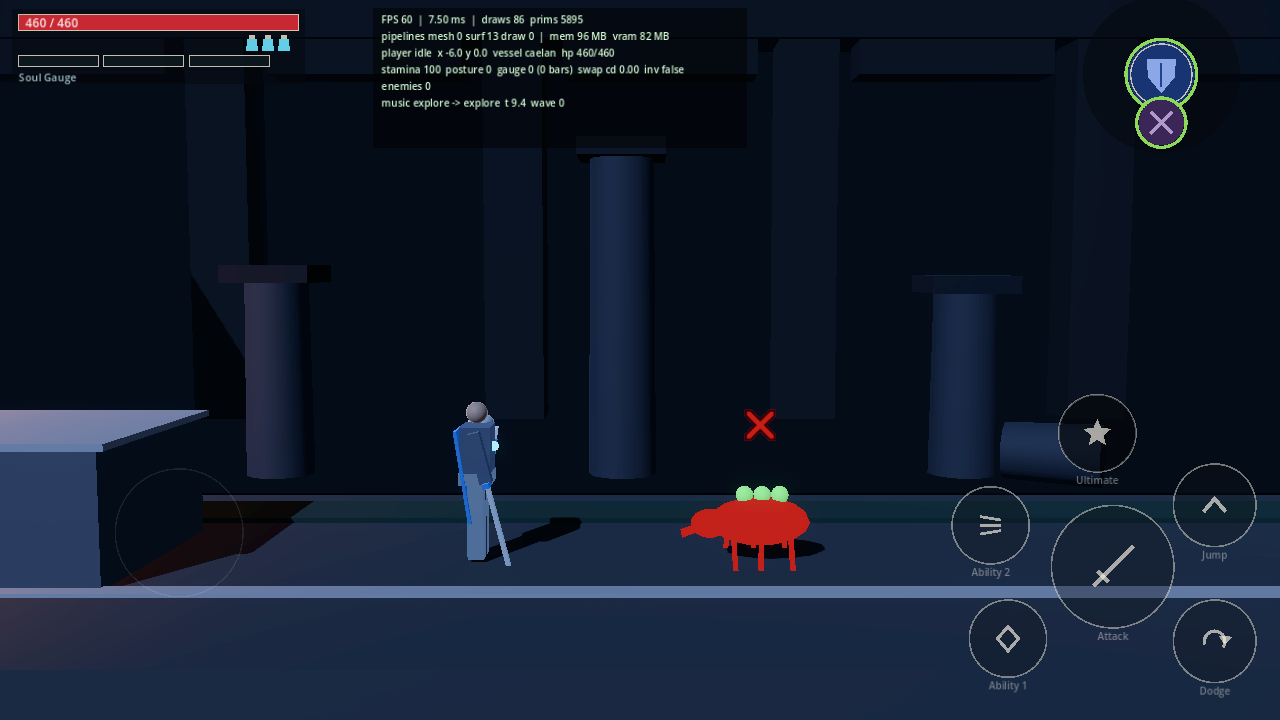 460 / 460
Soul Gauge
FPS 60 | 7.50 ms | draws 86 prims 5895
pipelines mesh 0 surf 13 draw 0 | mem 96 MB vram 82 MB
player idle x -6.0 y 0.0 vessel caelan hp 460/460
stamina 100 posture 0 gauge 0 (0 bars) swap cd 0.00 inv false
enemies 0
music explore -> explore t 9.4 wave 0
Ultimate
Ability 2
Jump
Attack
Ability 1
Dodge